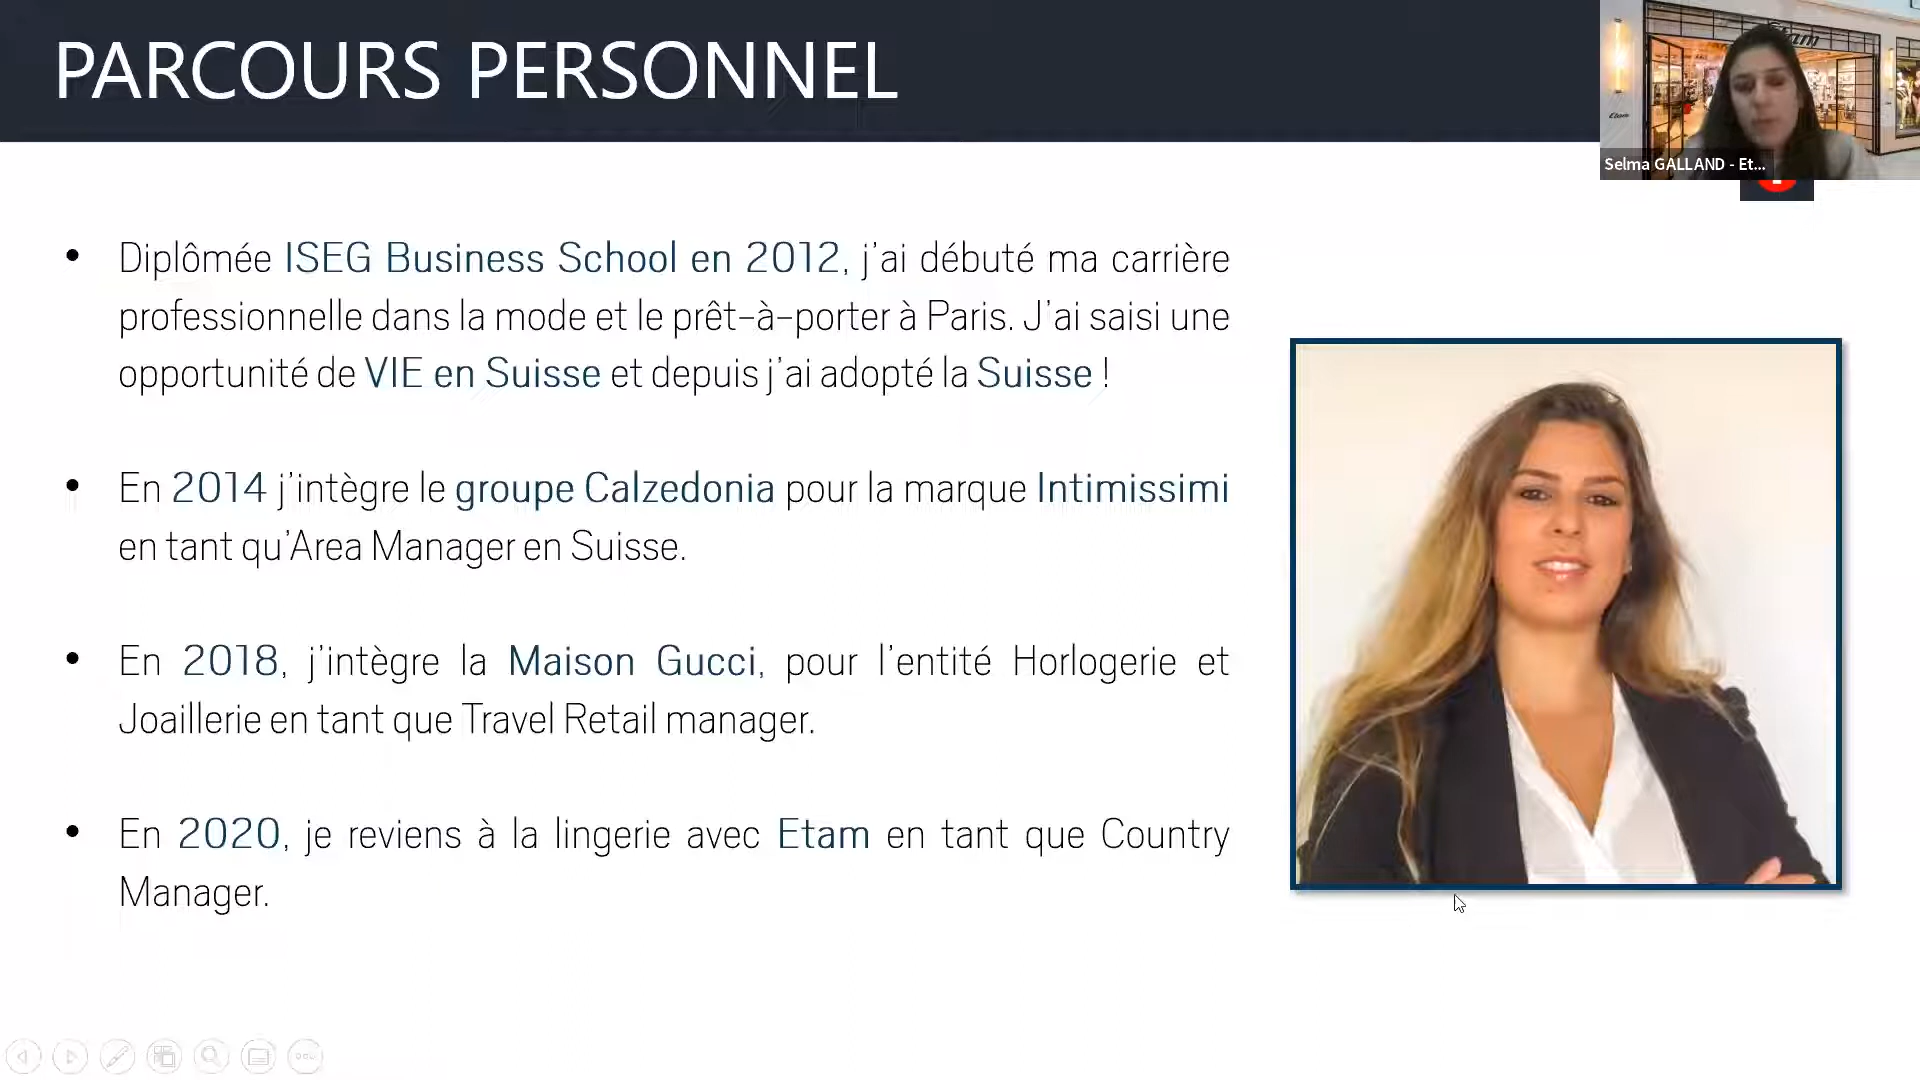 PARCOURS PERSONNEL
Etam
Etam
Selma GALLAND - Et...
• Diplômée ISEG Business School en 2012, j'ai débuté ma carrière
professionnelle dans la mode et le prêt-à-porter à Paris. J'ai saisi une
opportunité de VIE en Suisse et depuis j'ai adopté la Suisse !
• En 2014 j'intègre le groupe Calzedonia pour la marque Intimissimi
en tant qu'Area Manager en Suisse.
• En 2018, j'intègre la Maison Gucci, pour l'entité Horlogerie et
Joaillerie en tant que Travel Retail manager.
• En 2020, je reviens à la lingerie avec Etam en tant que Country
Manager.